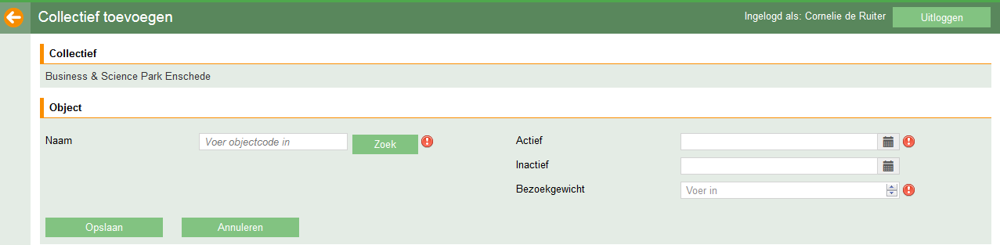 Collectief toevoegen
Ingelogd als: Cornelie de Ruiter
Uitloggen
Collectief
Business & Science Park Enschede
Object
Naam
Voer objectcode in
Zoek
Actief
Inactief
Bezoekgewicht
Voer in
Opslaan
Annuleren